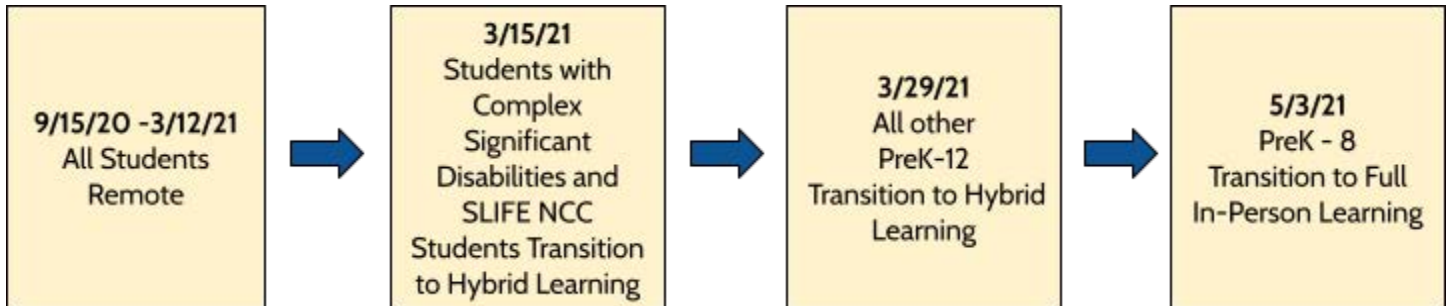 9/15/20 -3/12/21
All Students
Remote
3/15/21
Students with
Complex
Significant
Disabilities and
SLIFE NCC
Students Transition
to Hybrid Learning
3/29/21
All other
PreK-12
Transition to Hybrid
Learning
5/3/21
PreK - 8
Transition to Full
In-Person Learning